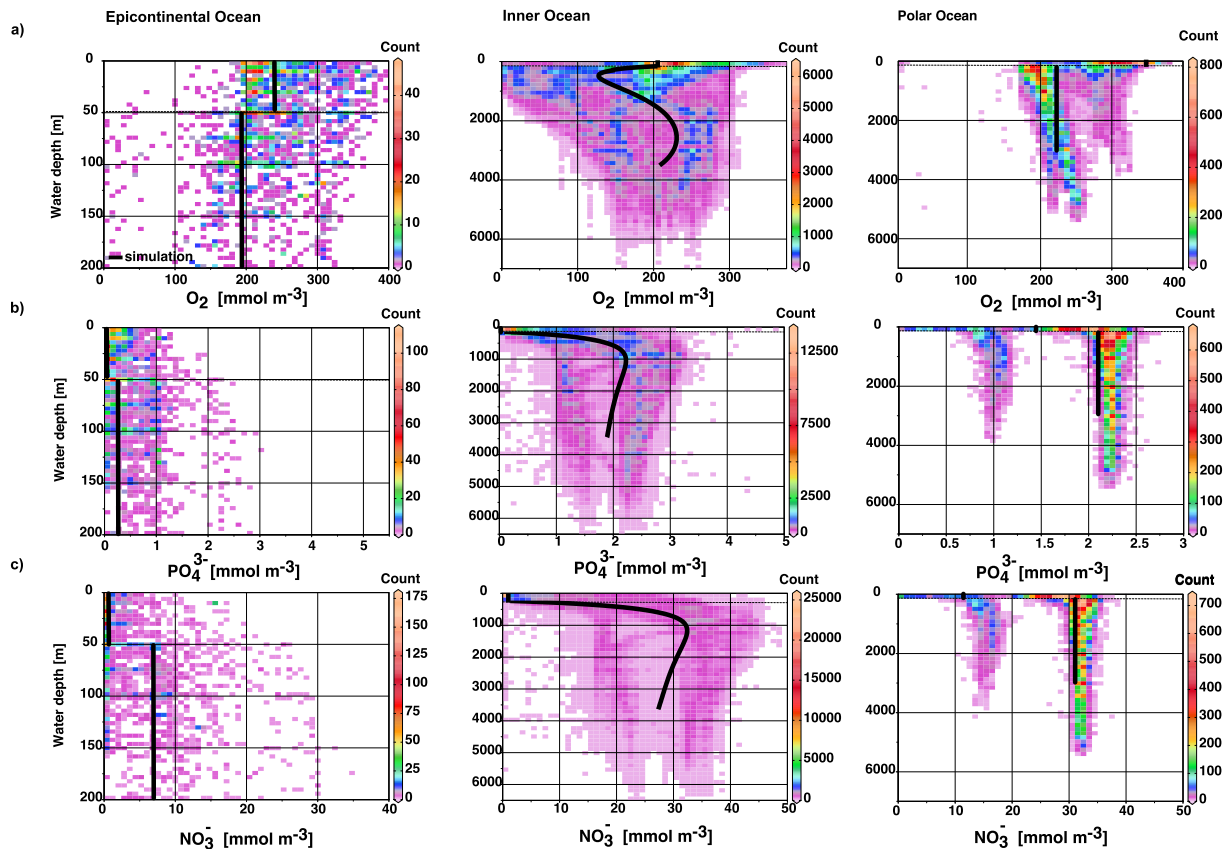 Epicontinental Ocean
Inner Ocean
Polar Ocean
a)
Count
Count
Count
0
50
100
150
200
Water depth [m]
simulation
0 100 200 300 400
O2 [mmol m-3]
40
30
20
10
0
0
2000
4000
6000
0 100 200 300
O2 [mmol m-3]
6000
5000
4000
3000
2000
1000
0
0
2000
4000
6000
0 100 200 300 400
O2 [mmol m-3]
800
600
400
200
0
b)
Count
Count
Count
0
50
100
150
200
Water depth [m]
0 1 2 3 4 5
PO4 3- [mmol m-3]
100
80
60
40
20
0
0
1000
2000
3000
4000
5000
6000
0 1 2 3 4 5
PO4 3- [mmol m-3]
12500
7500
2500
0
0
2000
4000
6000
0 0.5 1 1.5 2 2.5 3
PO4 3- [mmol m-3]
600
500
400
300
200
100
0
c)
Count
Count
Count
0
50
100
150
200
Water depth [m]
0 10 20 30 40
NO3- [mmol m-3]
175
150
125
100
75
50
25
0
0
1000
2000
3000
4000
5000
6000
0 10 20 30 40 50
NO3- [mmol m-3]
25000
20000
15000
10000
5000
0
0
2000
4000
6000
0 10 20 30 40 50
NO3- [mmol m-3]
700
600
500
400
300
200
100
0